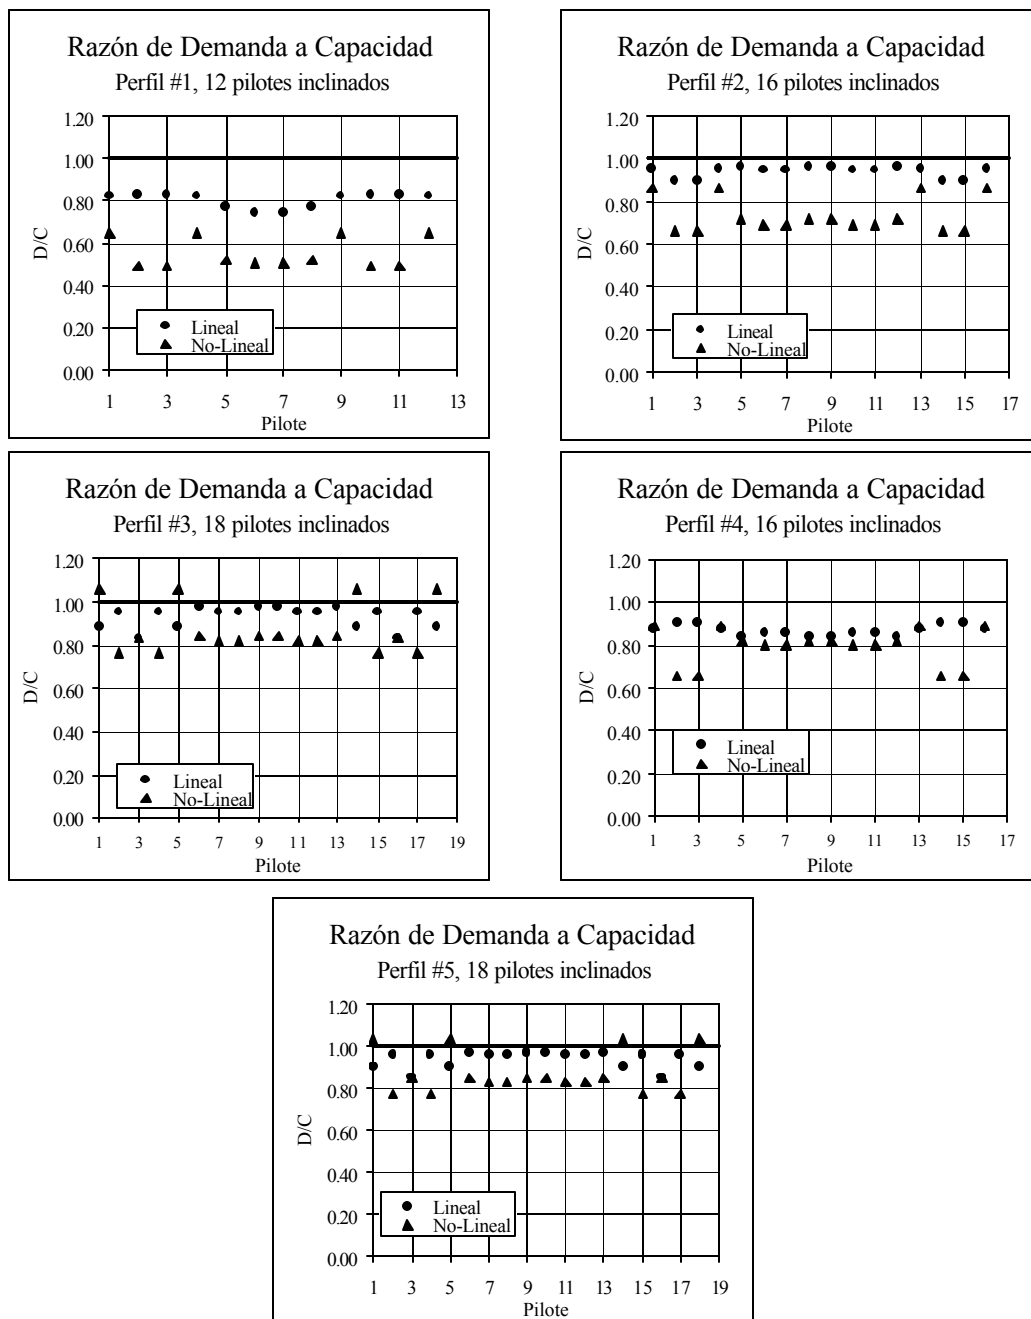 Razón de Demanda a Capacidad
Perfil #1, 12 pilotes inclinados
1.20
1.00
0.80
0.60
0.40
0.20
0.00
D/C
Lineal
No-Lineal
1 3 5 7 9 11 13
Pilote
Razón de Demanda a Capacidad
Perfil #2, 16 pilotes inclinados
1.20
1.00
0.80
0.60
0.40
0.20
0.00
D/C
Lineal
No-Lineal
1 3 5 7 9 11 13 15 17
Pilote
Razón de Demanda a Capacidad
Perfil #3, 18 pilotes inclinados
1.20
1.00
0.80
0.60
0.40
0.20
0.00
D/C
Lineal
No-Lineal
1 3 5 7 9 11 13 15 17 19
Pilote
Razón de Demanda a Capacidad
Perfil #4, 16 pilotes inclinados
1.20
1.00
0.80
0.60
0.40
0.20
0.00
D/C
Lineal
No-Lineal
1 3 5 7 9 11 13 15 17
Pilote
Razón de Demanda a Capacidad
Perfil #5, 18 pilotes inclinados
1.20
1.00
0.80
0.60
0.40
0.20
0.00
D/C
Lineal
No-Lineal
1 3 5 7 9 11 13 15 17 19
Pilote